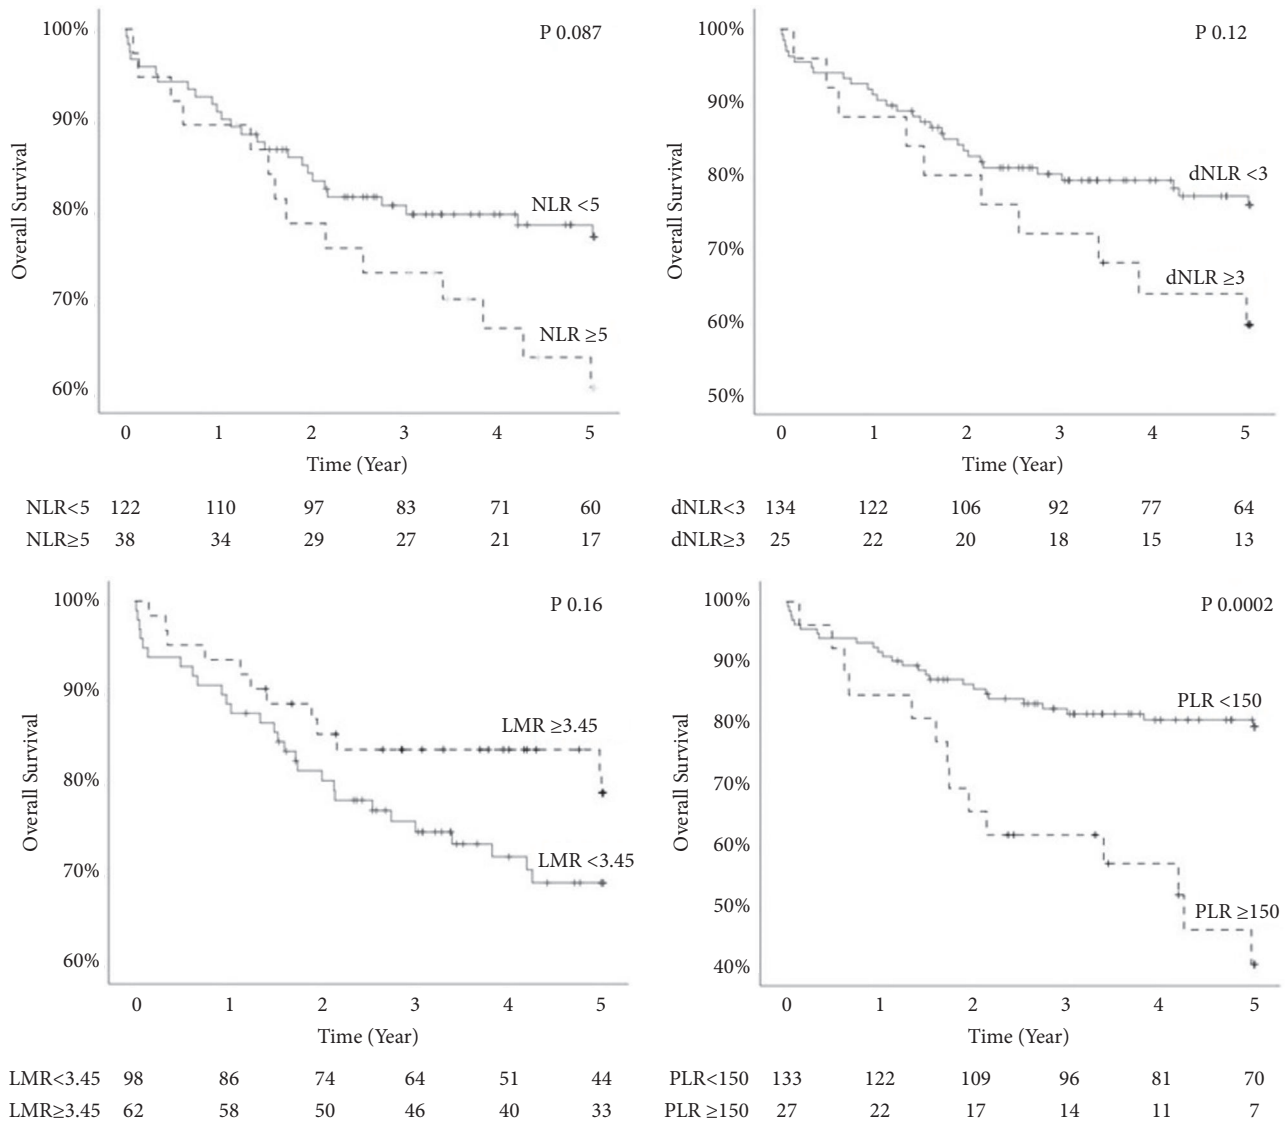 100%
90%
80%
70%
60%
Overall Survival
P 0.087
NLR <5
NLR ≥5
0 1 2 3 4 5
Time (Year)
NLR<5 122 110 97 83 71 60
NLR≥5 38 34 29 27 21 17
100%
90%
80%
70%
60%
50%
Overall Survival
P 0.12
dNLR <3
dNLR ≥3
0 1 2 3 4 5
Time (Year)
dNLR<3 134 122 106 92 77 64
dNLR≥3 25 22 20 18 15 13
100%
90%
80%
70%
60%
Overall Survival
P 0.16
LMR ≥3.45
LMR <3.45
0 1 2 3 4 5
Time (Year)
LMR<3.45 98 86 74 64 51 44
LMR≥3.45 62 58 50 46 40 33
100%
90%
80%
70%
60%
50%
40%
Overall Survival
P 0.0002
PLR <150
PLR ≥150
0 1 2 3 4 5
Time (Year)
PLR<150 133 122 109 96 81 70
PLR ≥150 27 22 17 14 11 7